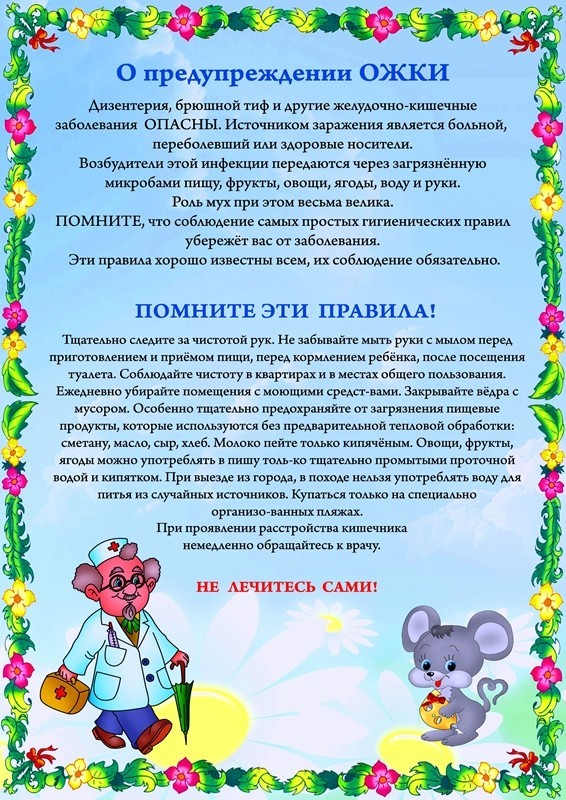 О предупреждении ОЖКИ
Дизентерия, брюшной тиф и другие желудочно-кишечные
заболевания ОПАСНЫ. Источником заражения является больной,
переболевший или здоровые носители.
Возбудители этой инфекции передаются через загрязнённую
микробами пищу, фрукты, овощи, ягоды, воду и руки.
Роль мух при этом весьма велика.
ПОМНИТЕ, что соблюдение самых простых гигиенических правил
убережёт вас от заболевания.
Эти правила хорошо известны всем, их соблюдение обязательно.
ПОМНИТЕ ЭТИ ПРАВИЛА!
Тщательно следите за чистотой рук. Не забывайте мыть руки с мылом перед
приготовлением и приёмом пищи, перед кормлением ребёнка, после посещения
туалета. Соблюдайте чистоту в квартирах и в местах общего пользования.
Ежедневно убирайте помещения с моющими средст-вами. Закрывайте вёдра с
мусором. Особенно тщательно предохраняйте от загрязнения пищевые
продукты, которые используются без предварительной тепловой обработки:
сметану, масло, сыр, хлеб. Молоко пейте только кипячёным. Овощи, фрукты,
ягоды можно употреблять в пишу толь-ко тщательно промытыми проточной
водой и кипятком. При выезде из города, в походе нельзя употреблять воду для
питья из случайных источников. Купаться только на специально
организо-ванных пляжах.
При проявлении расстройства кишечника
немедленно обращайтесь к врачу.
НЕ ЛЕЧИТЕСЬ САМИ!